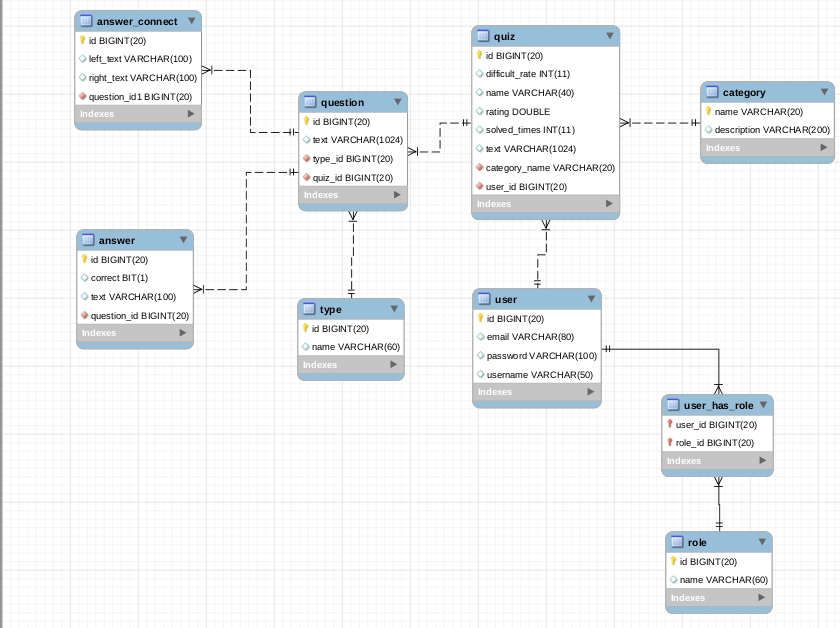 answer_connect
id BIGINT(20)
left_text VARCHAR(100)
right_text VARCHAR(100)
question_id1 BIGINT(20)
Indexes
question
id BIGINT(20)
text VARCHAR(1024)
type_id BIGINT(20)
quiz_id BIGINT(20)
Indexes
quiz
id BIGINT(20)
difficult_rate INT(11)
name VARCHAR(40)
rating DOUBLE
solved_times INT(11)
text VARCHAR(1024)
category_name VARCHAR(20)
user_id BIGINT(20)
Indexes
category
name VARCHAR(20)
description VARCHAR(200)
Indexes
answer
id BIGINT(20)
correct BIT(1)
text VARCHAR(100)
question_id BIGINT(20)
Indexes
type
id BIGINT(20)
name VARCHAR(60)
Indexes
user
id BIGINT(20)
email VARCHAR(80)
password VARCHAR(100)
username VARCHAR(50)
Indexes
user_has_role
user_id BIGINT(20)
role_id BIGINT(20)
Indexes
role
id BIGINT(20)
name VARCHAR(60)
Indexes